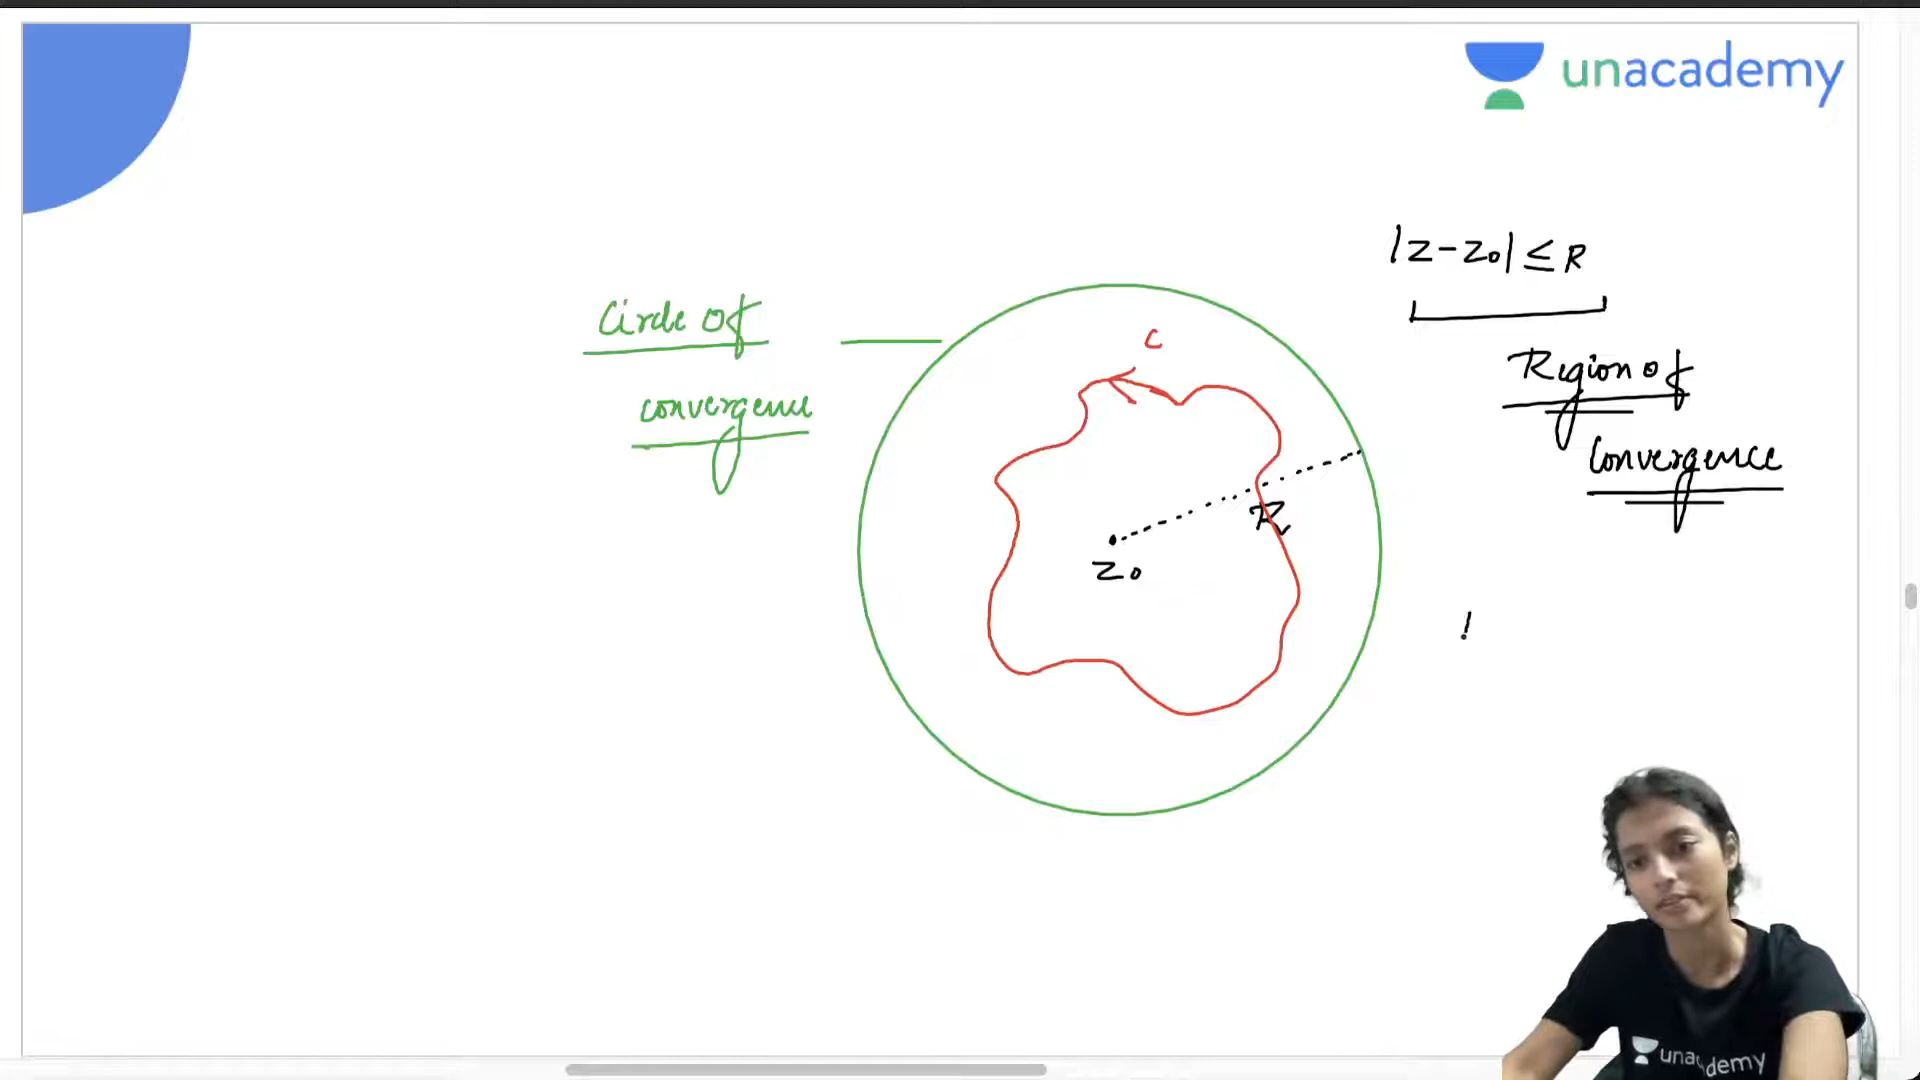 unacademy
|z-z₀| ≤ R
Circle Of
convergence
C
Region of
Convergence
R
z₀
!
unacademy